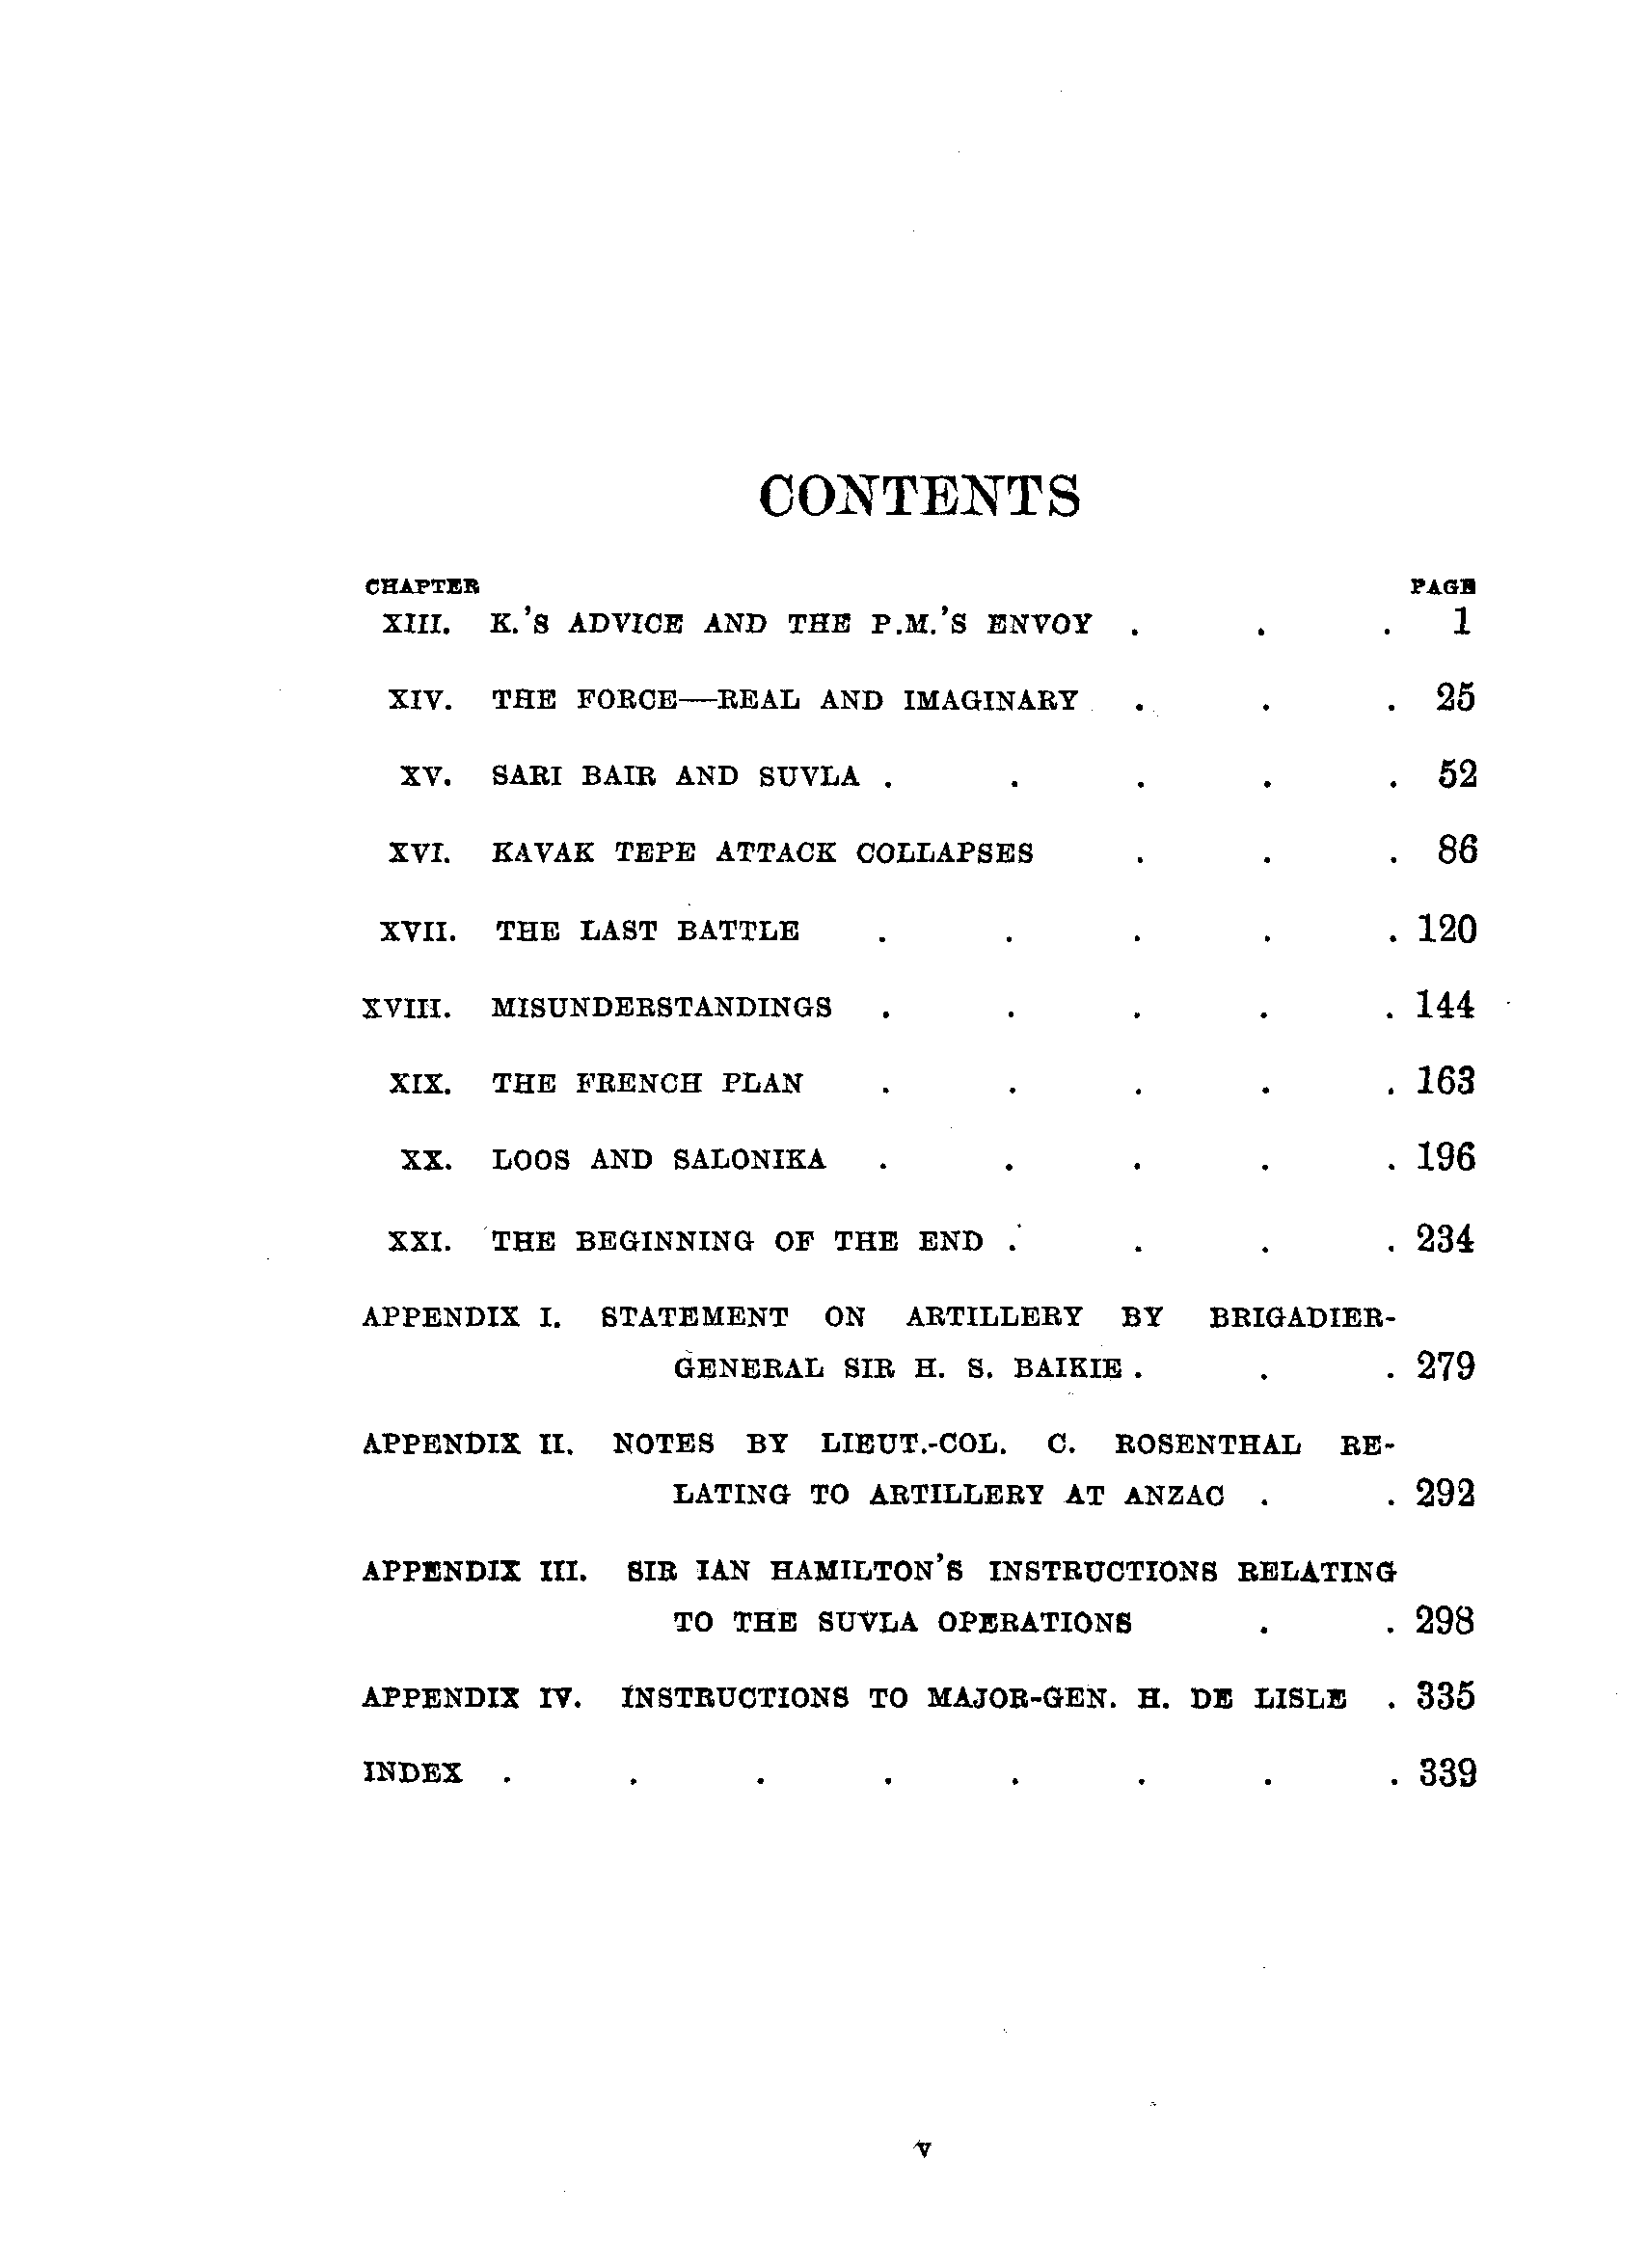 CONTENTS
CHAPTER PAGE
XIII. K.'S ADVICE AND THE P.M.'S ENVOY . . . 1
XIV. THE FORCE—REAL AND IMAGINARY . . . 25
XV. SARI BAIR AND SUVLA . . . . . 52
XVI. KAVAK TEPE ATTACK COLLAPSES . . . 86
XVII. THE LAST BATTLE . . . . . 120
XVIII. MISUNDERSTANDINGS . . . . . 144
XIX. THE FRENCH PLAN . . . . . 163
XX. LOOS AND SALONIKA . . . . . 196
XXI. THE BEGINNING OF THE END . . . . 234
APPENDIX I. STATEMENT ON ARTILLERY BY BRIGADIER-
GENERAL SIR H. S. BAIKIE . . . 279
APPENDIX II. NOTES BY LIEUT.-COL. C. ROSENTHAL RE-
LATING TO ARTILLERY AT ANZAC . . 292
APPENDIX III. SIR IAN HAMILTON'S INSTRUCTIONS RELATING
TO THE SUVLA OPERATIONS . . 298
APPENDIX IV. INSTRUCTIONS TO MAJOR-GEN. H. DE LISLE . 335
INDEX . . . . . . . . 339
v